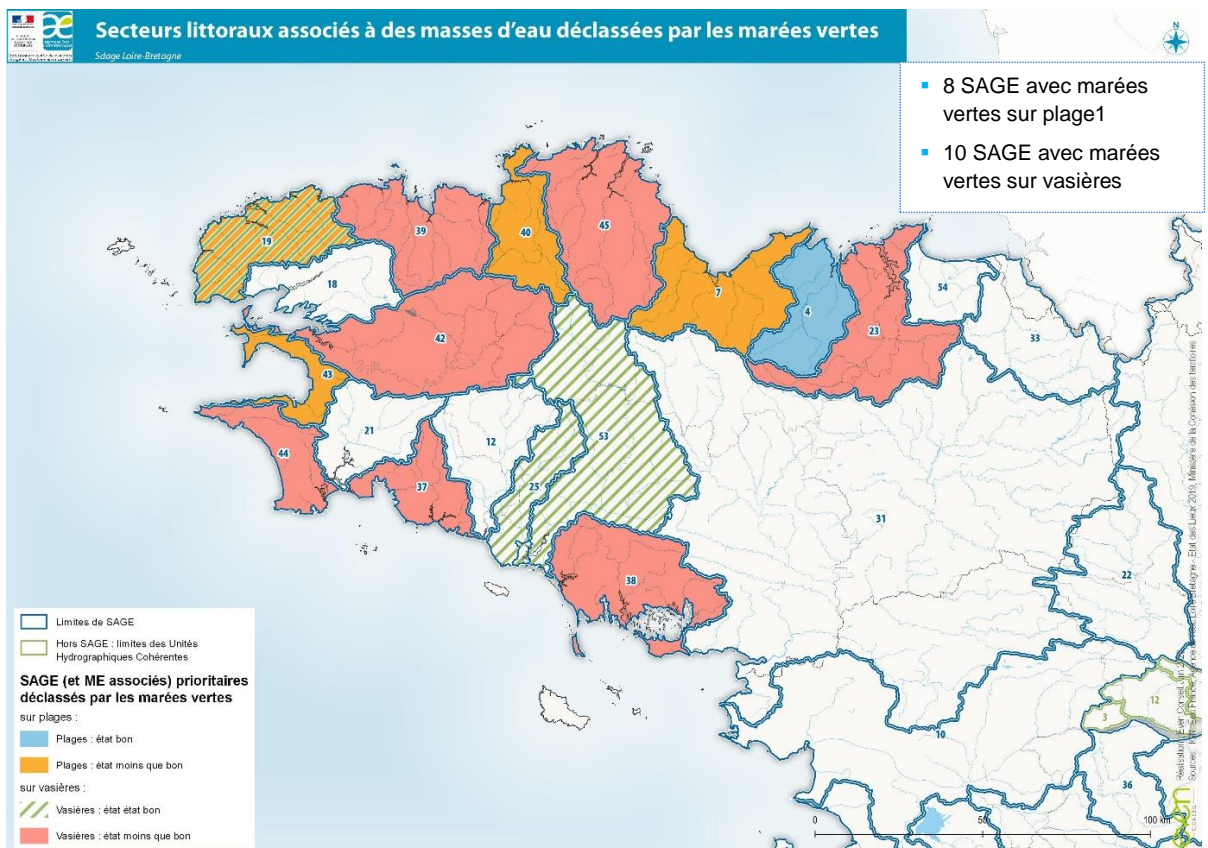 Secteurs littoraux associés à des masses d'eau déclassées par les marées vertes
Sdage Loire-Bretagne
N
▪ 8 SAGE avec marées
vertes sur plage1
▪ 10 SAGE avec marées
vertes sur vasières
19
39
40
45
18
7
4
23
54
33
42
43
21
12
53
44
37
25
31
38
22
12
3
10
36
Limites de SAGE
Hors SAGE : limites des Unités
Hydrographiques Cohérentes
SAGE (et ME associés) prioritaires
déclassés par les marées vertes
sur plages :
Plages : état bon
Plages : état moins que bon
sur vasières :
Vasières : état état bon
Vasières : état moins que bon
0 50 100 km